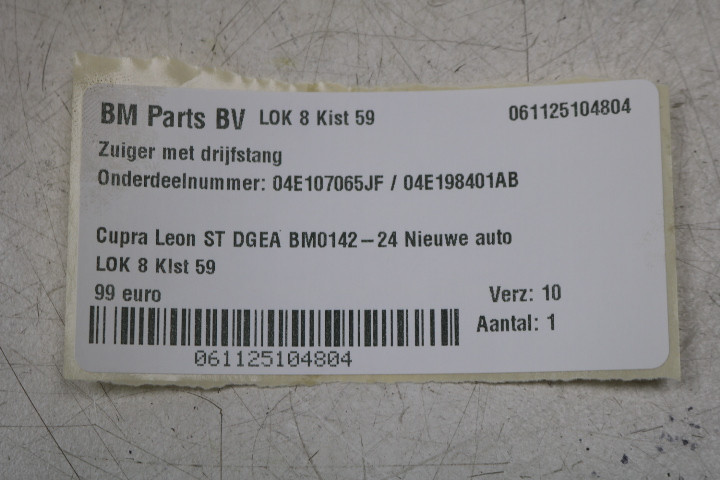 BM Parts BV LOK 8 Kist 59 061125104804
Zuiger met drijfstang
Onderdeelnummer: 04E107065JF / 04E198401AB
Cupra Leon ST DGEA BM0142-24 Nieuwe auto
LOK 8 KIst 59
99 euro Verz: 10
Aantal: 1
061125104804